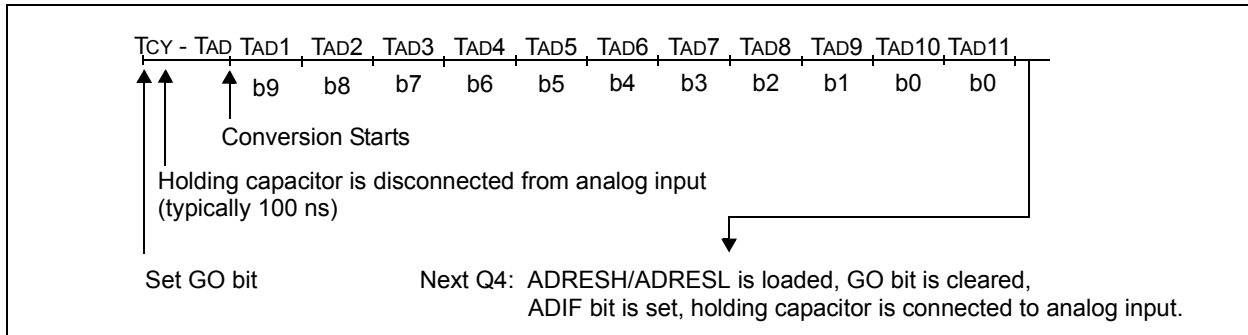 TCY - TAD TAD1 TAD2 TAD3 TAD4 TAD5 TAD6 TAD7 TAD8 TAD9 TAD10 TAD11
b9 b8 b7 b6 b5 b4 b3 b2 b1 b0 b0
Conversion Starts
Holding capacitor is disconnected from analog input
(typically 100 ns)
Set GO bit
Next Q4: ADRESH/ADRESL is loaded, GO bit is cleared,
ADIF bit is set, holding capacitor is connected to analog input.